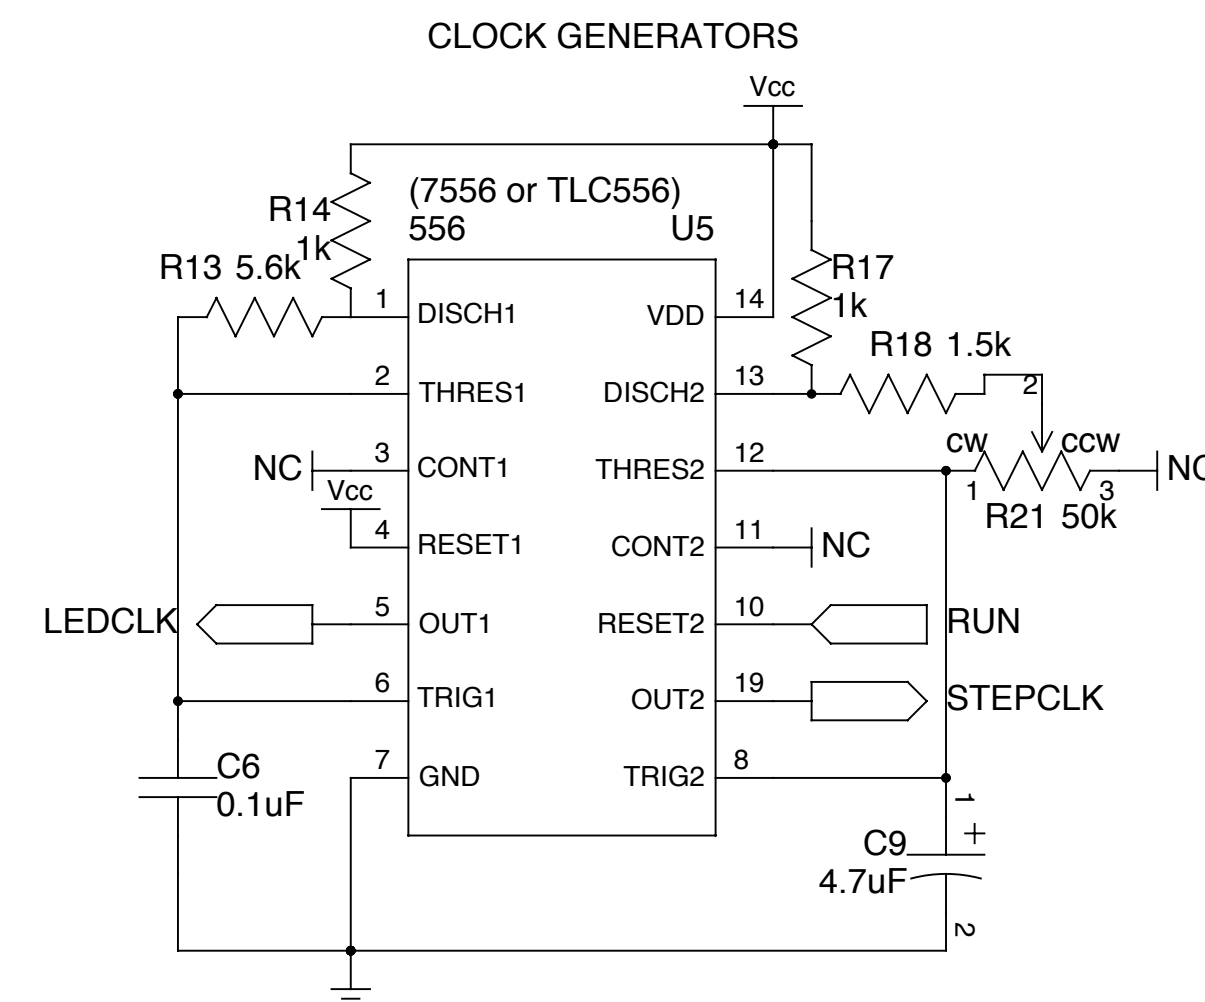 CLOCK GENERATORS
Vcc
(7556 or TLC556)
556 U5
R14
1k
R13 5.6k
R17
1k
R18 1.5k
1 DISCH1
VDD 14
2 THRES1
DISCH2 13
2
cw ccw
3 CONT1
NC
THRES2 12
1 3
NC
R21 50k
Vcc
4 RESET1
CONT2 11
NC
LEDCLK
5 OUT1
RESET2 10
RUN
6 TRIG1
OUT2 19
STEPCLK
7 GND
TRIG2 8
C6
0.1uF
1
+
C9
4.7uF
2